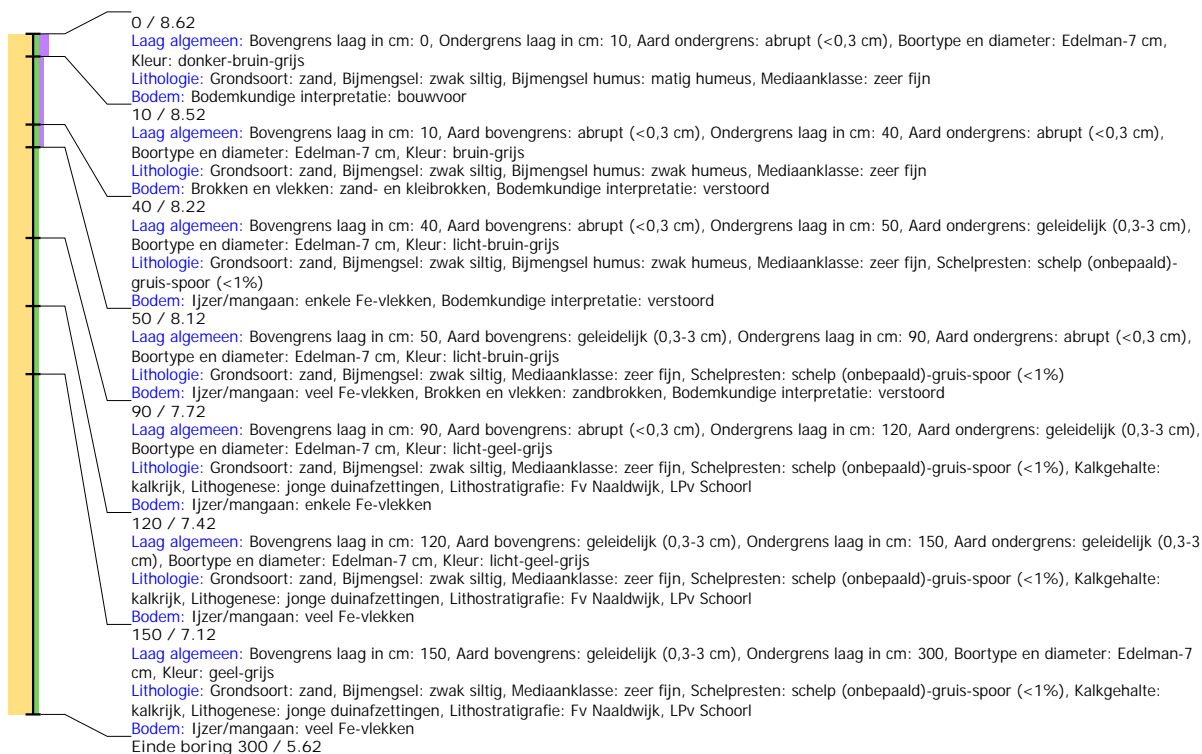 0 / 8.62
Laag algemeen: Bovengrens laag in cm: 0, Ondergrens laag in cm: 10, Aard ondergrens: abrupt (<0,3 cm), Boortype en diameter: Edelman-7 cm,
Kleur: donker-bruin-grijs
Lithologie: Grondsoort: zand, Bijmengsel: zwak siltig, Bijmengsel humus: matig humeus, Mediaanklasse: zeer fijn
Bodem: Bodemkundige interpretatie: bouwvoor
10 / 8.52
Laag algemeen: Bovengrens laag in cm: 10, Aard bovengrens: abrupt (<0,3 cm), Ondergrens laag in cm: 40, Aard ondergrens: abrupt (<0,3 cm),
Boortype en diameter: Edelman-7 cm, Kleur: bruin-grijs
Lithologie: Grondsoort: zand, Bijmengsel: zwak siltig, Bijmengsel humus: zwak humeus, Mediaanklasse: zeer fijn
Bodem: Brokken en vlekken: zand- en kleibrokken, Bodemkundige interpretatie: verstoord
40 / 8.22
Laag algemeen: Bovengrens laag in cm: 40, Aard bovengrens: abrupt (<0,3 cm), Ondergrens laag in cm: 50, Aard ondergrens: geleidelijk (0,3-3 cm),
Boortype en diameter: Edelman-7 cm, Kleur: licht-bruin-grijs
Lithologie: Grondsoort: zand, Bijmengsel: zwak siltig, Bijmengsel humus: zwak humeus, Mediaanklasse: zeer fijn, Schelpresten: schelp (onbepaald)-
gruis-spoor (<1%)
Bodem: Ijzer/mangaan: enkele Fe-vlekken, Bodemkundige interpretatie: verstoord
50 / 8.12
Laag algemeen: Bovengrens laag in cm: 50, Aard bovengrens: geleidelijk (0,3-3 cm), Ondergrens laag in cm: 90, Aard ondergrens: abrupt (<0,3 cm),
Boortype en diameter: Edelman-7 cm, Kleur: licht-bruin-grijs
Lithologie: Grondsoort: zand, Bijmengsel: zwak siltig, Mediaanklasse: zeer fijn, Schelpresten: schelp (onbepaald)-gruis-spoor (<1%)
Bodem: Ijzer/mangaan: veel Fe-vlekken, Brokken en vlekken: zandbrokken, Bodemkundige interpretatie: verstoord
90 / 7.72
Laag algemeen: Bovengrens laag in cm: 90, Aard bovengrens: abrupt (<0,3 cm), Ondergrens laag in cm: 120, Aard ondergrens: geleidelijk (0,3-3 cm),
Boortype en diameter: Edelman-7 cm, Kleur: licht-geel-grijs
Lithologie: Grondsoort: zand, Bijmengsel: zwak siltig, Mediaanklasse: zeer fijn, Schelpresten: schelp (onbepaald)-gruis-spoor (<1%), Kalkgehalte:
kalkrijk, Lithogenese: jonge duinafzettingen, Lithostratigrafie: Fv Naaldwijk, LPv Schoorl
Bodem: Ijzer/mangaan: enkele Fe-vlekken
120 / 7.42
Laag algemeen: Bovengrens laag in cm: 120, Aard bovengrens: geleidelijk (0,3-3 cm), Ondergrens laag in cm: 150, Aard ondergrens: geleidelijk (0,3-3
cm), Boortype en diameter: Edelman-7 cm, Kleur: licht-geel-grijs
Lithologie: Grondsoort: zand, Bijmengsel: zwak siltig, Mediaanklasse: zeer fijn, Schelpresten: schelp (onbepaald)-gruis-spoor (<1%), Kalkgehalte:
kalkrijk, Lithogenese: jonge duinafzettingen, Lithostratigrafie: Fv Naaldwijk, LPv Schoorl
Bodem: Ijzer/mangaan: veel Fe-vlekken
150 / 7.12
Laag algemeen: Bovengrens laag in cm: 150, Aard bovengrens: geleidelijk (0,3-3 cm), Ondergrens laag in cm: 300, Boortype en diameter: Edelman-7
cm, Kleur: geel-grijs
Lithologie: Grondsoort: zand, Bijmengsel: zwak siltig, Mediaanklasse: zeer fijn, Schelpresten: schelp (onbepaald)-gruis-spoor (<1%), Kalkgehalte:
kalkrijk, Lithogenese: jonge duinafzettingen, Lithostratigrafie: Fv Naaldwijk, LPv Schoorl
Bodem: Ijzer/mangaan: veel Fe-vlekken
Einde boring 300 / 5.62